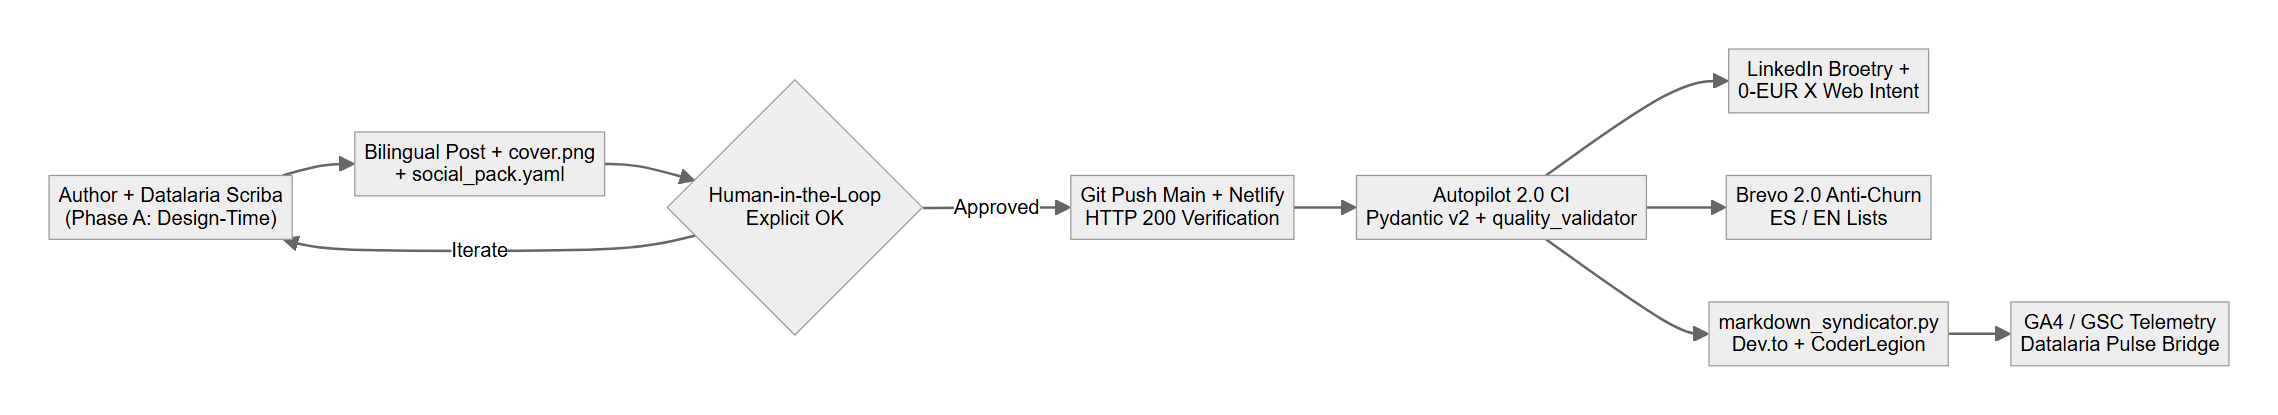 Author + Datalaria Scriba
(Phase A: Design-Time)
Bilingual Post + cover.png
+ social_pack.yaml
Human-in-the-Loop
Explicit OK
Iterate
Approved
Git Push Main + Netlify
HTTP 200 Verification
Autopilot 2.0 CI
Pydantic v2 + quality_validator
LinkedIn Broetry +
0-EUR X Web Intent
Brevo 2.0 Anti-Churn
ES / EN Lists
markdown_syndicator.py
Dev.to + CoderLegion
GA4 / GSC Telemetry
Datalaria Pulse Bridge